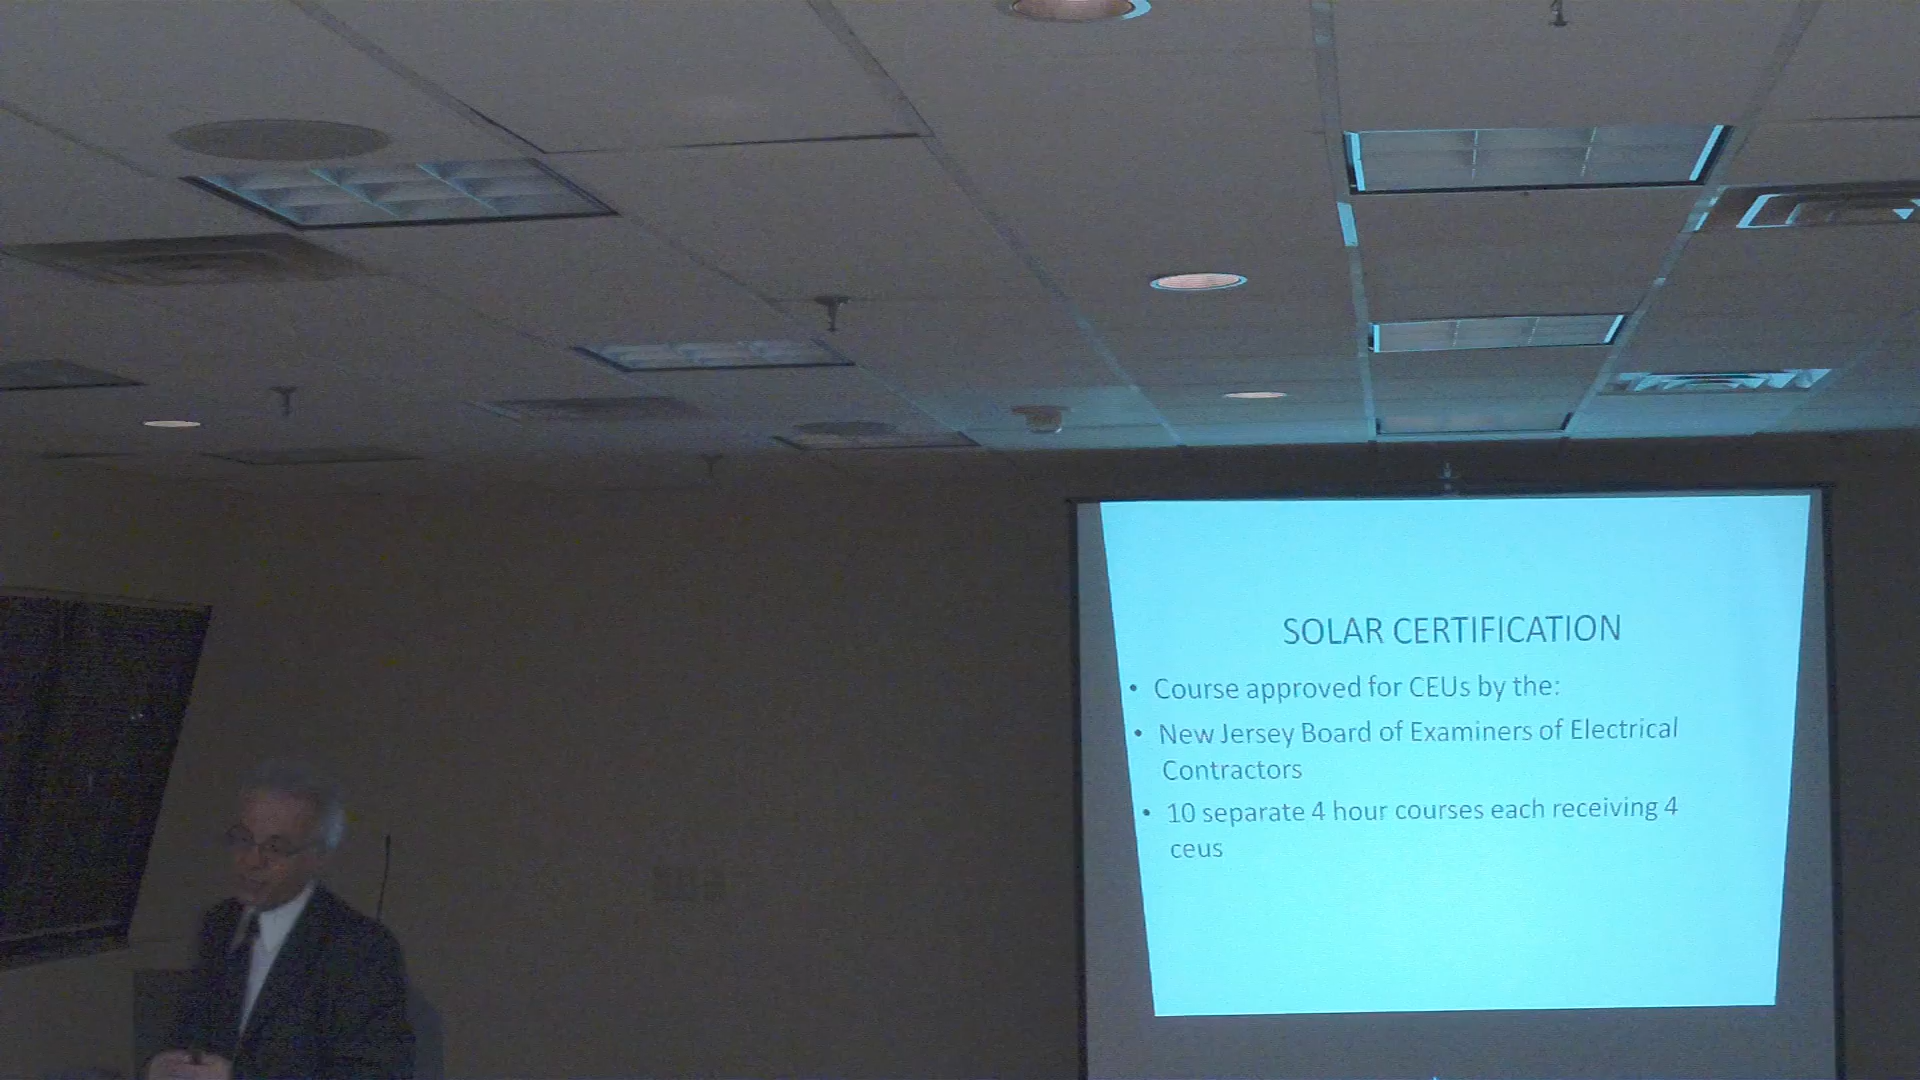 SOLAR CERTIFICATION
• Course approved for CEUs by the:
• New Jersey Board of Examiners of Electrical
Contractors
• 10 separate 4 hour courses each receiving 4
ceus